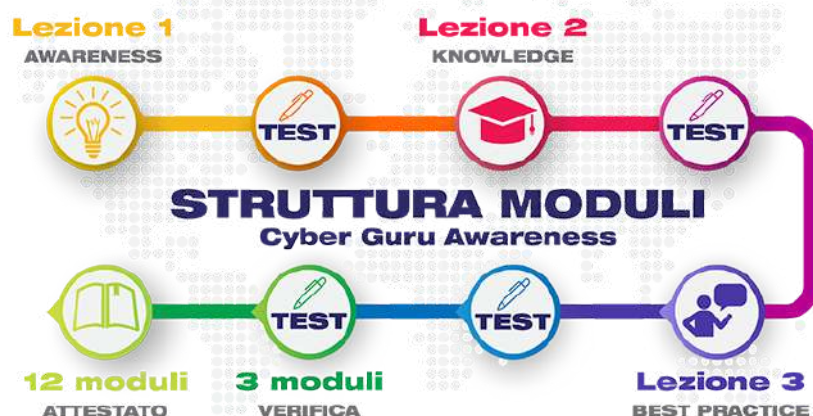 Lezione 1
AWARENESS
Lezione 2
KNOWLEDGE
TEST
TEST
STRUTTURA MODULI
Cyber Guru Awareness
TEST
TEST
12 moduli
ATTESTATO
3 moduli
VERIFICA
Lezione 3
BEST PRACTICE